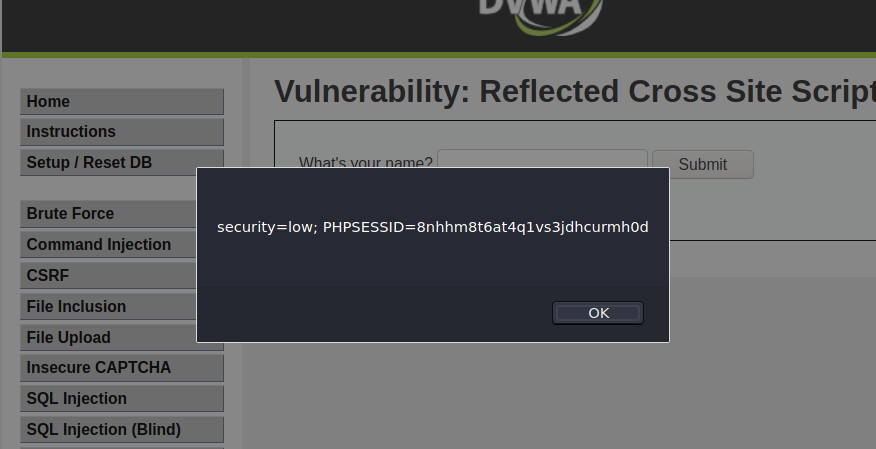 DVWA
Vulnerability: Reflected Cross Site Script
Home
Instructions
Setup / Reset DB
Brute Force
Command Injection
CSRF
File Inclusion
File Upload
Insecure CAPTCHA
SQL Injection
SQL Injection (Blind)
What's your name? Submit
security=low; PHPSESSID=8nhhm8t6at4q1vs3jdhcurmh0d
OK